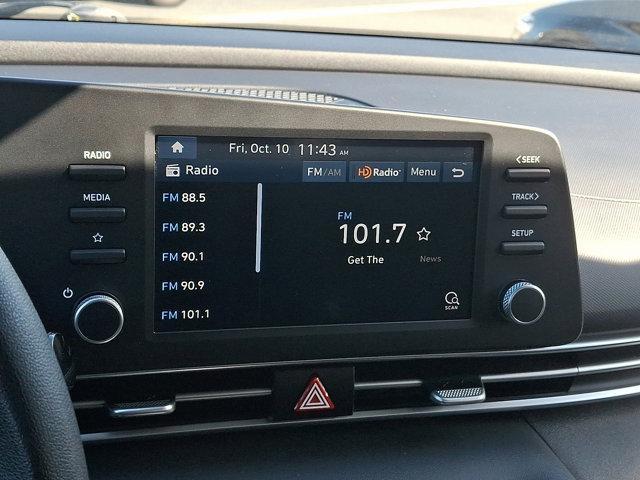 Fri, Oct. 10 11:43 AM
Radio FM/AM HD Radio Menu
RADIO
MEDIA
FM 88.5
FM 89.3
FM 90.1
FM 90.9
FM 101.1
FM
101.7
Get The News
SCAN
<SEEK
TRACK>
SETUP